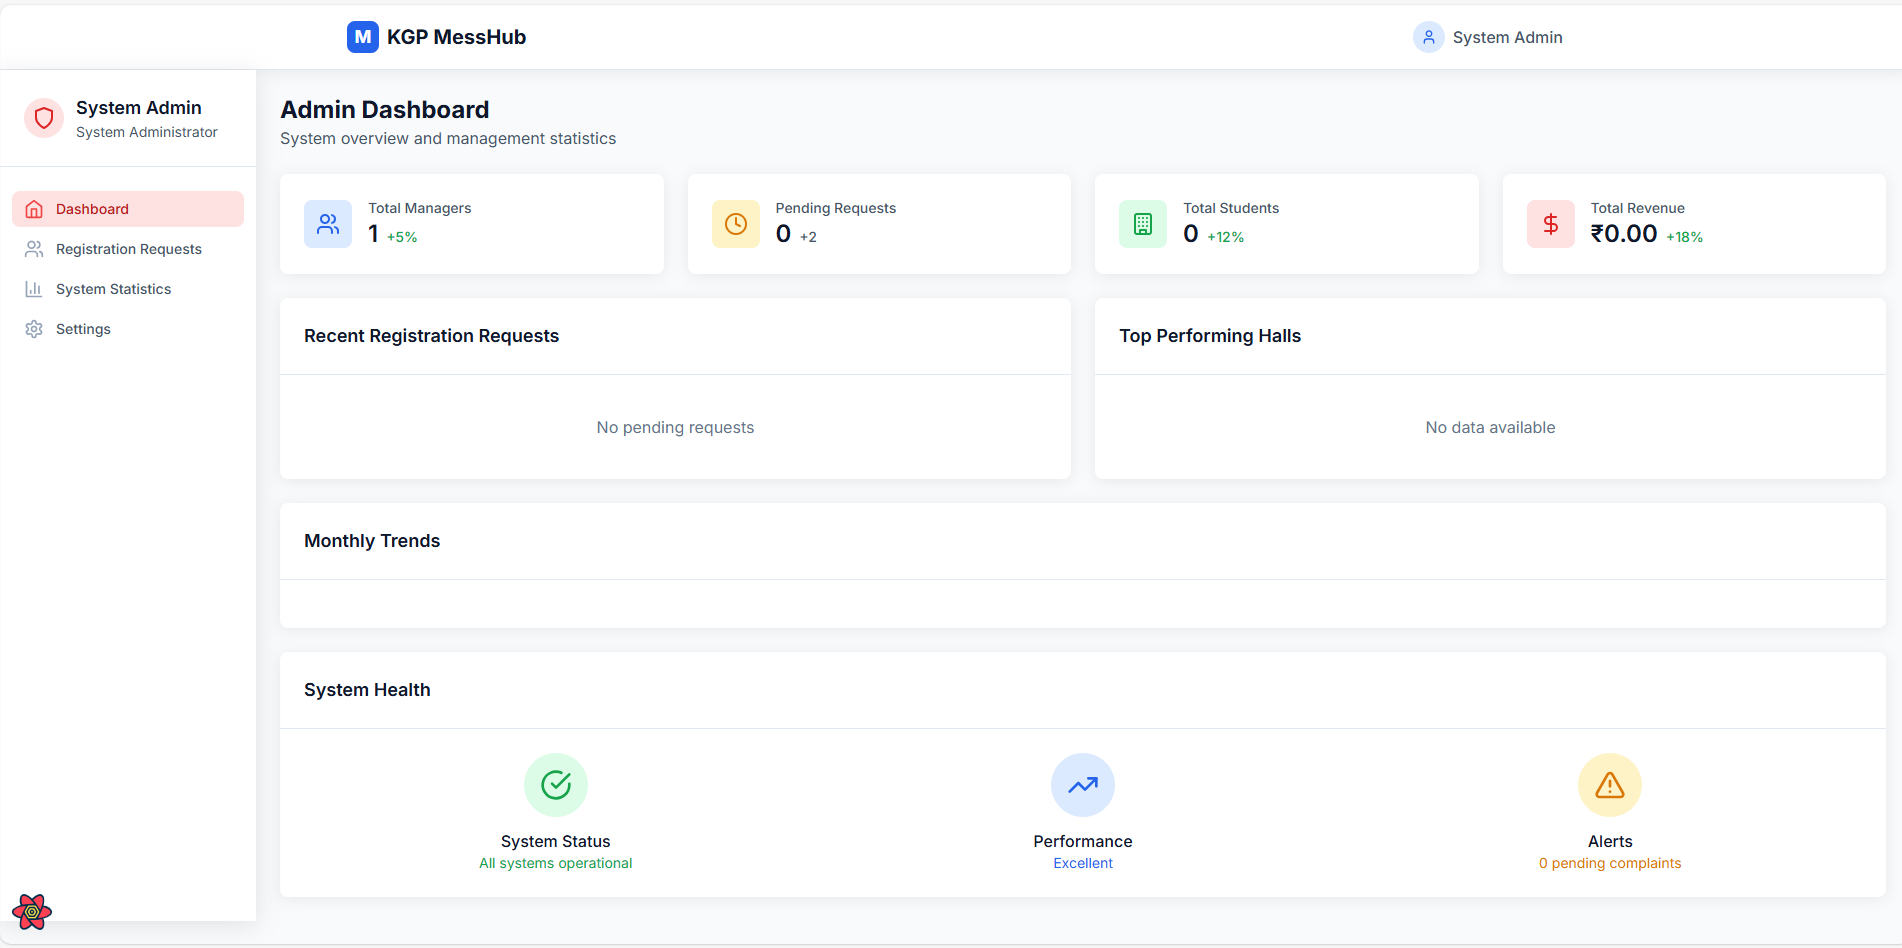 M KGP MessHub
System Admin
System Admin
System Administrator
Dashboard
Registration Requests
System Statistics
Settings
Admin Dashboard
System overview and management statistics
Total Managers
1 +5%
Pending Requests
0 +2
Total Students
0 +12%
Total Revenue
₹0.00 +18%
Recent Registration Requests
No pending requests
Top Performing Halls
No data available
Monthly Trends
System Health
System Status
All systems operational
Performance
Excellent
Alerts
0 pending complaints